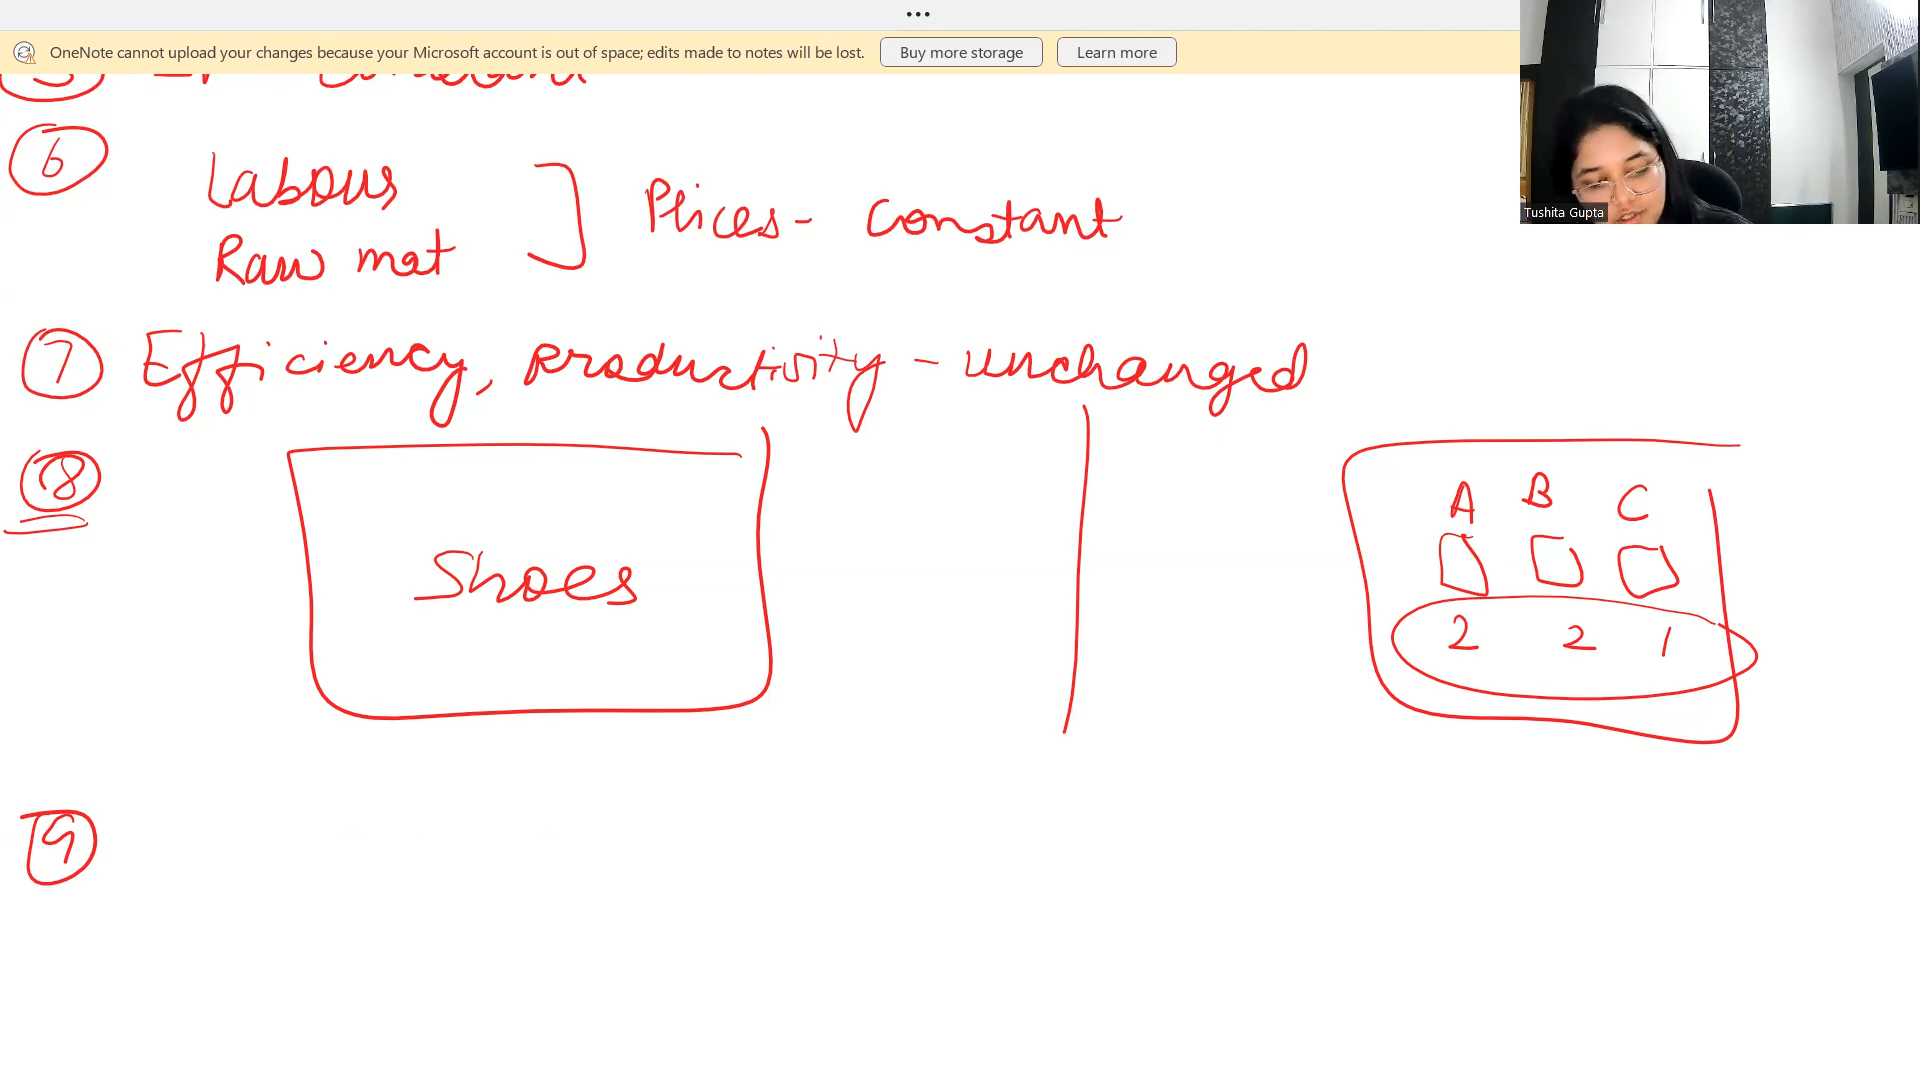 ...
OneNote cannot upload your changes because your Microsoft account is out of space; edits made to notes will be lost. Buy more storage Learn more
Tushita Gupta
6 Labour
Raw mat
Prices - constant
7 Efficiency, productivity - unchanged
8
Shoes
A B C
2 2 1
9